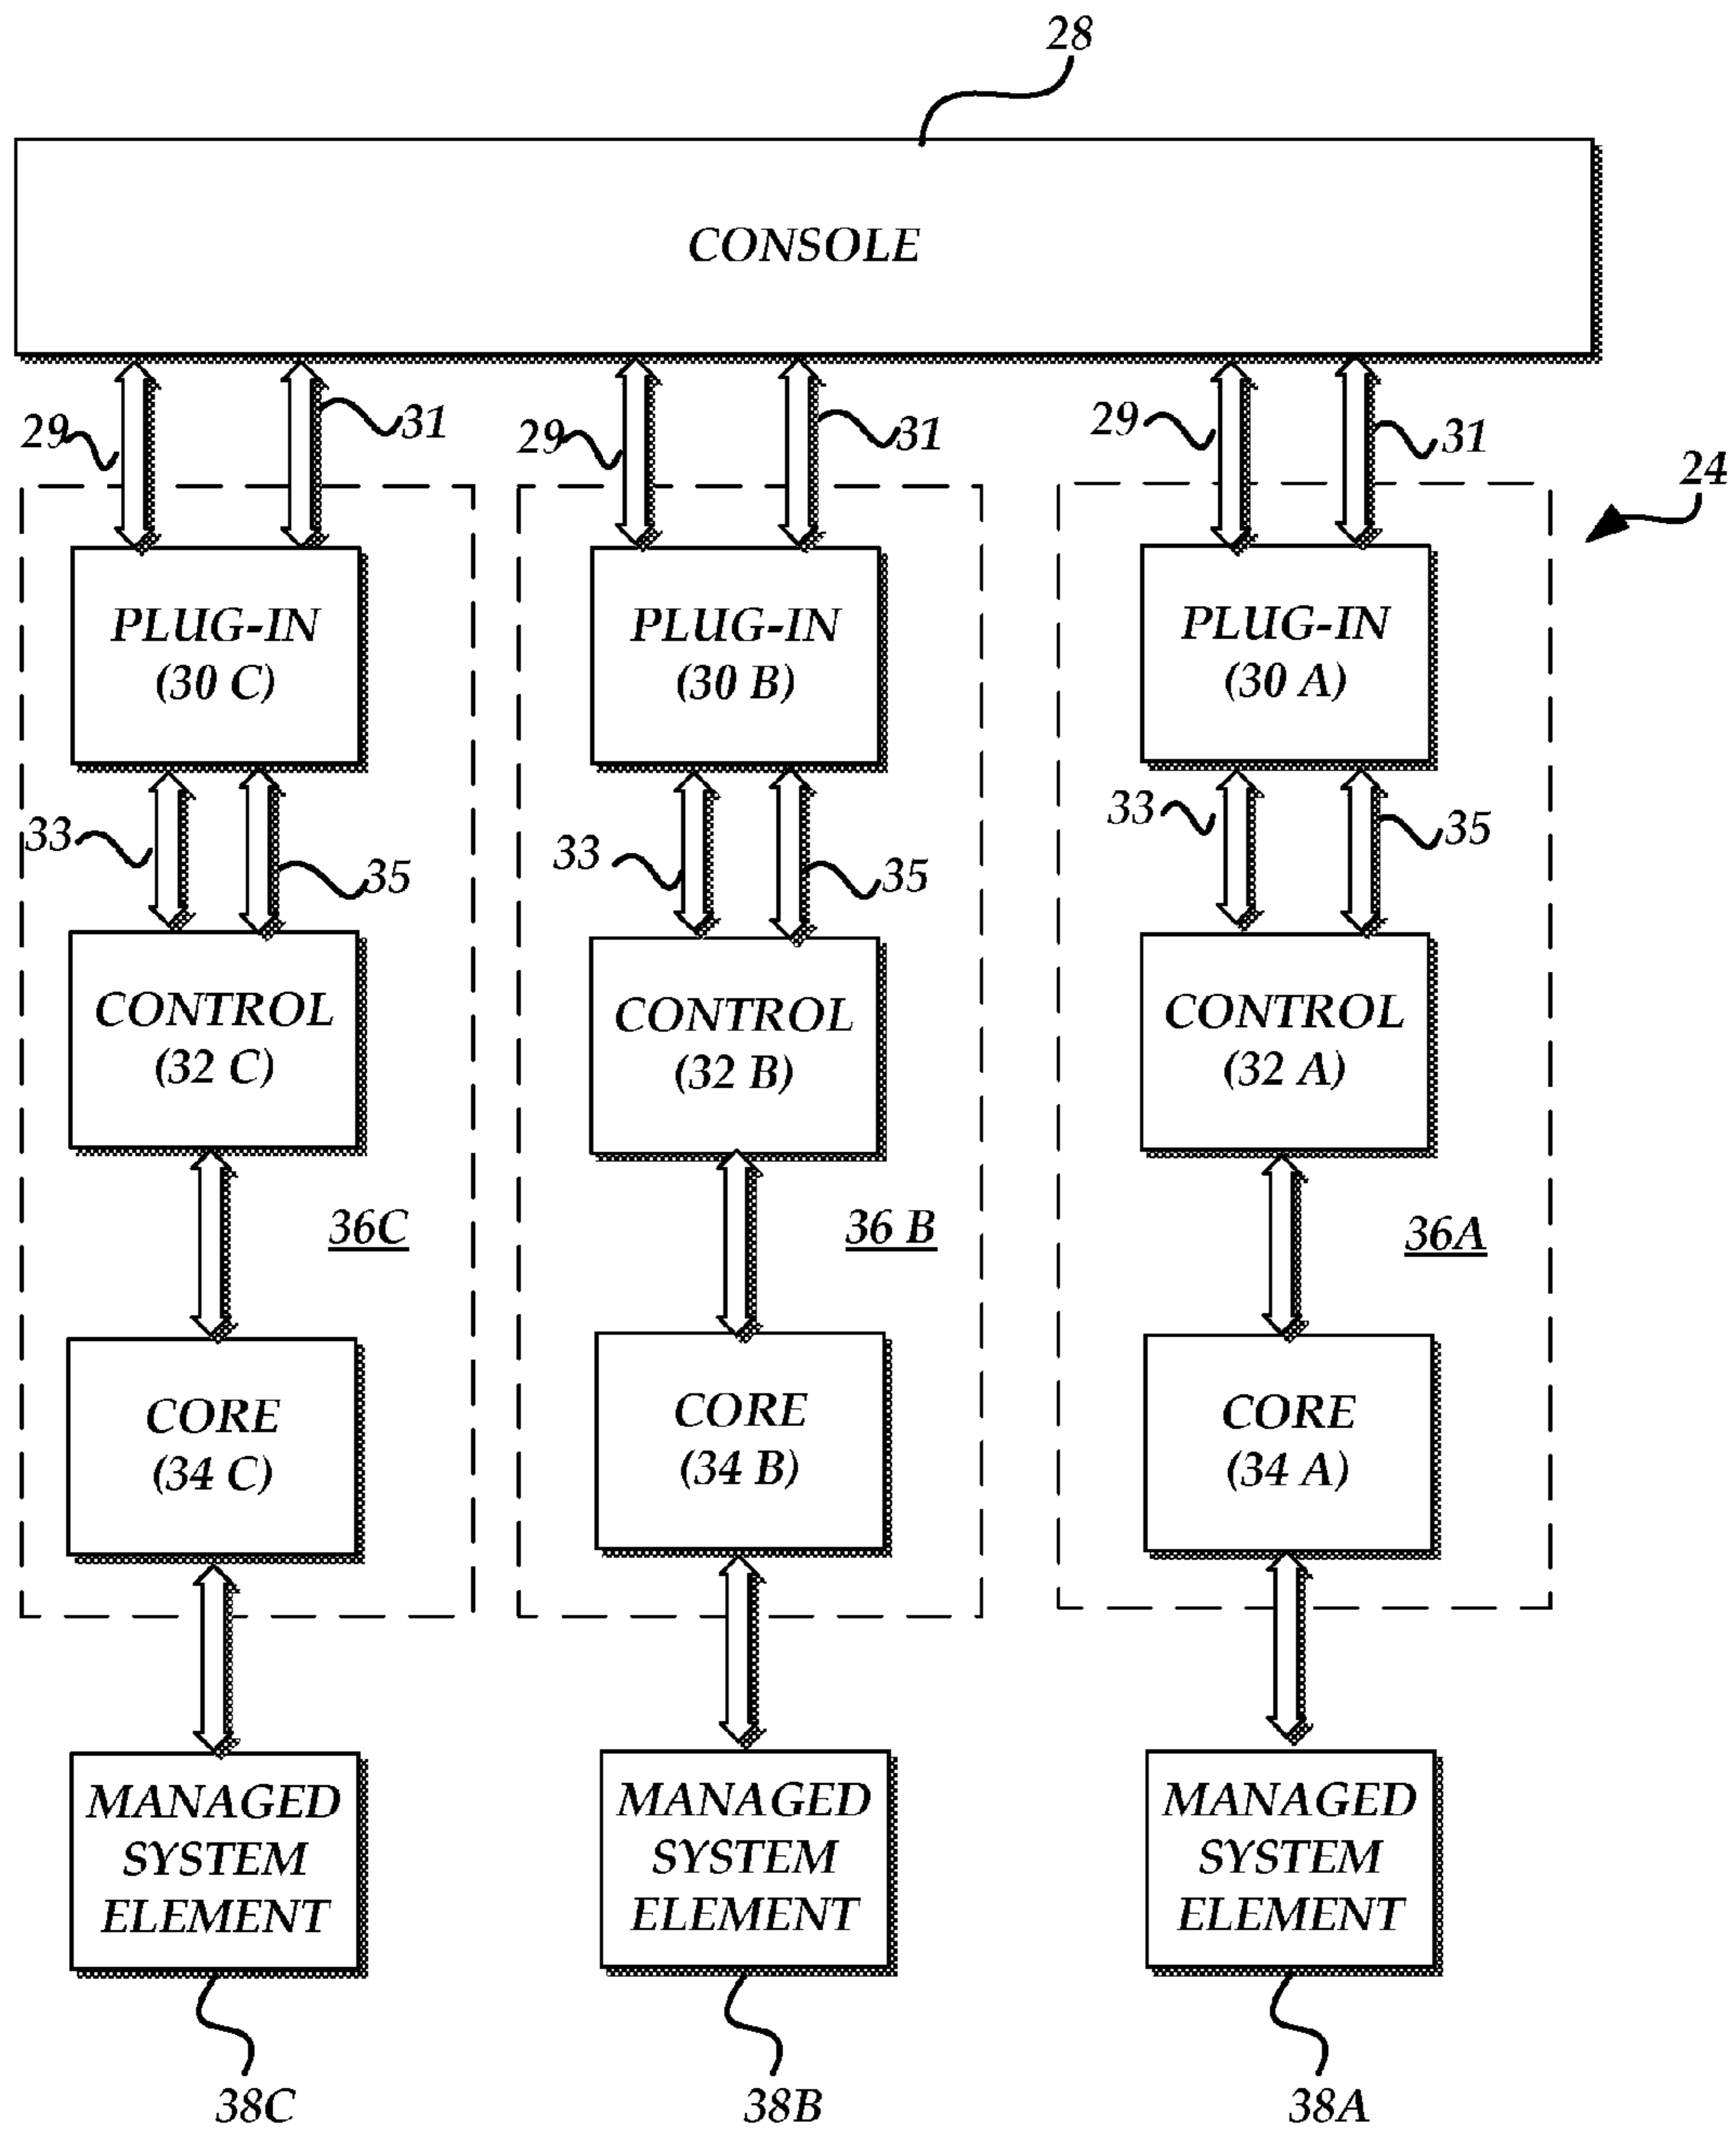 28
CONSOLE
29
31
29
31
29
31
24
PLUG-IN
(30 C)
PLUG-IN
(30 B)
PLUG-IN
(30 A)
33
35
33
35
33
35
CONTROL
(32 C)
CONTROL
(32 B)
CONTROL
(32 A)
36C
36 B
36A
CORE
(34 C)
CORE
(34 B)
CORE
(34 A)
MANAGED
SYSTEM
ELEMENT
MANAGED
SYSTEM
ELEMENT
MANAGED
SYSTEM
ELEMENT
38C
38B
38A